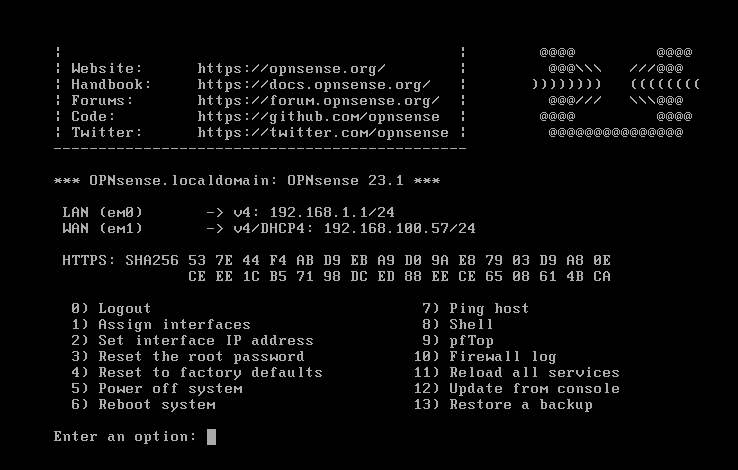 ¦                                            ¦        @@@@         @@@@
¦ Website:      https://opnsense.org/        ¦         @@@\\\   ///@@@
¦ Handbook:     https://docs.opnsense.org/   ¦       ))))))))   ((((((((
¦ Forums:       https://forum.opnsense.org/  ¦         @@@///   \\\@@@
¦ Code:         https://github.com/opnsense  ¦        @@@@         @@@@
¦ Twitter:      https://twitter.com/opnsense ¦         @@@@@@@@@@@@@@@
----------------------------------------------
*** OPNsense.localdomain: OPNsense 23.1 ***
LAN (em0)       -> v4: 192.168.1.1/24
WAN (em1)       -> v4/DHCP4: 192.168.100.57/24
HTTPS: SHA256 53 7E 44 F4 AB D9 EB A9 D0 9A E8 79 03 D9 A8 0E
CE EE 1C B5 71 98 DC ED 88 EE CE 65 08 61 4B CA
0) Logout                              7) Ping host
1) Assign interfaces                   8) Shell
2) Set interface IP address            9) pfTop
3) Reset the root password            10) Firewall log
4) Reset to factory defaults          11) Reload all services
5) Power off system                   12) Update from console
6) Reboot system                      13) Restore a backup
Enter an option: